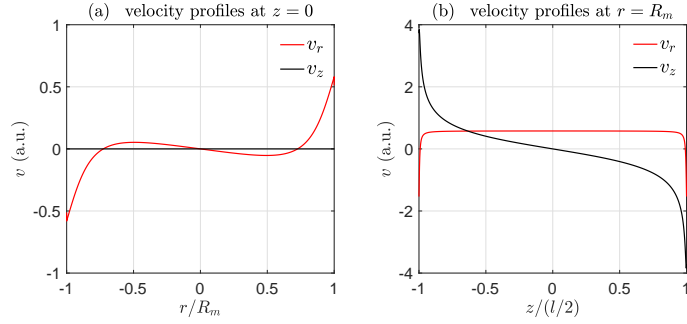 (a) velocity profiles at z = 0
1
0.5
0
-0.5
-1
v (a.u.)
v_r
v_z
-1 -0.5 0 0.5 1
r/R_m
(b) velocity profiles at r = R_m
4
2
0
-2
-4
v (a.u.)
v_r
v_z
-1 -0.5 0 0.5 1
z/(l/2)